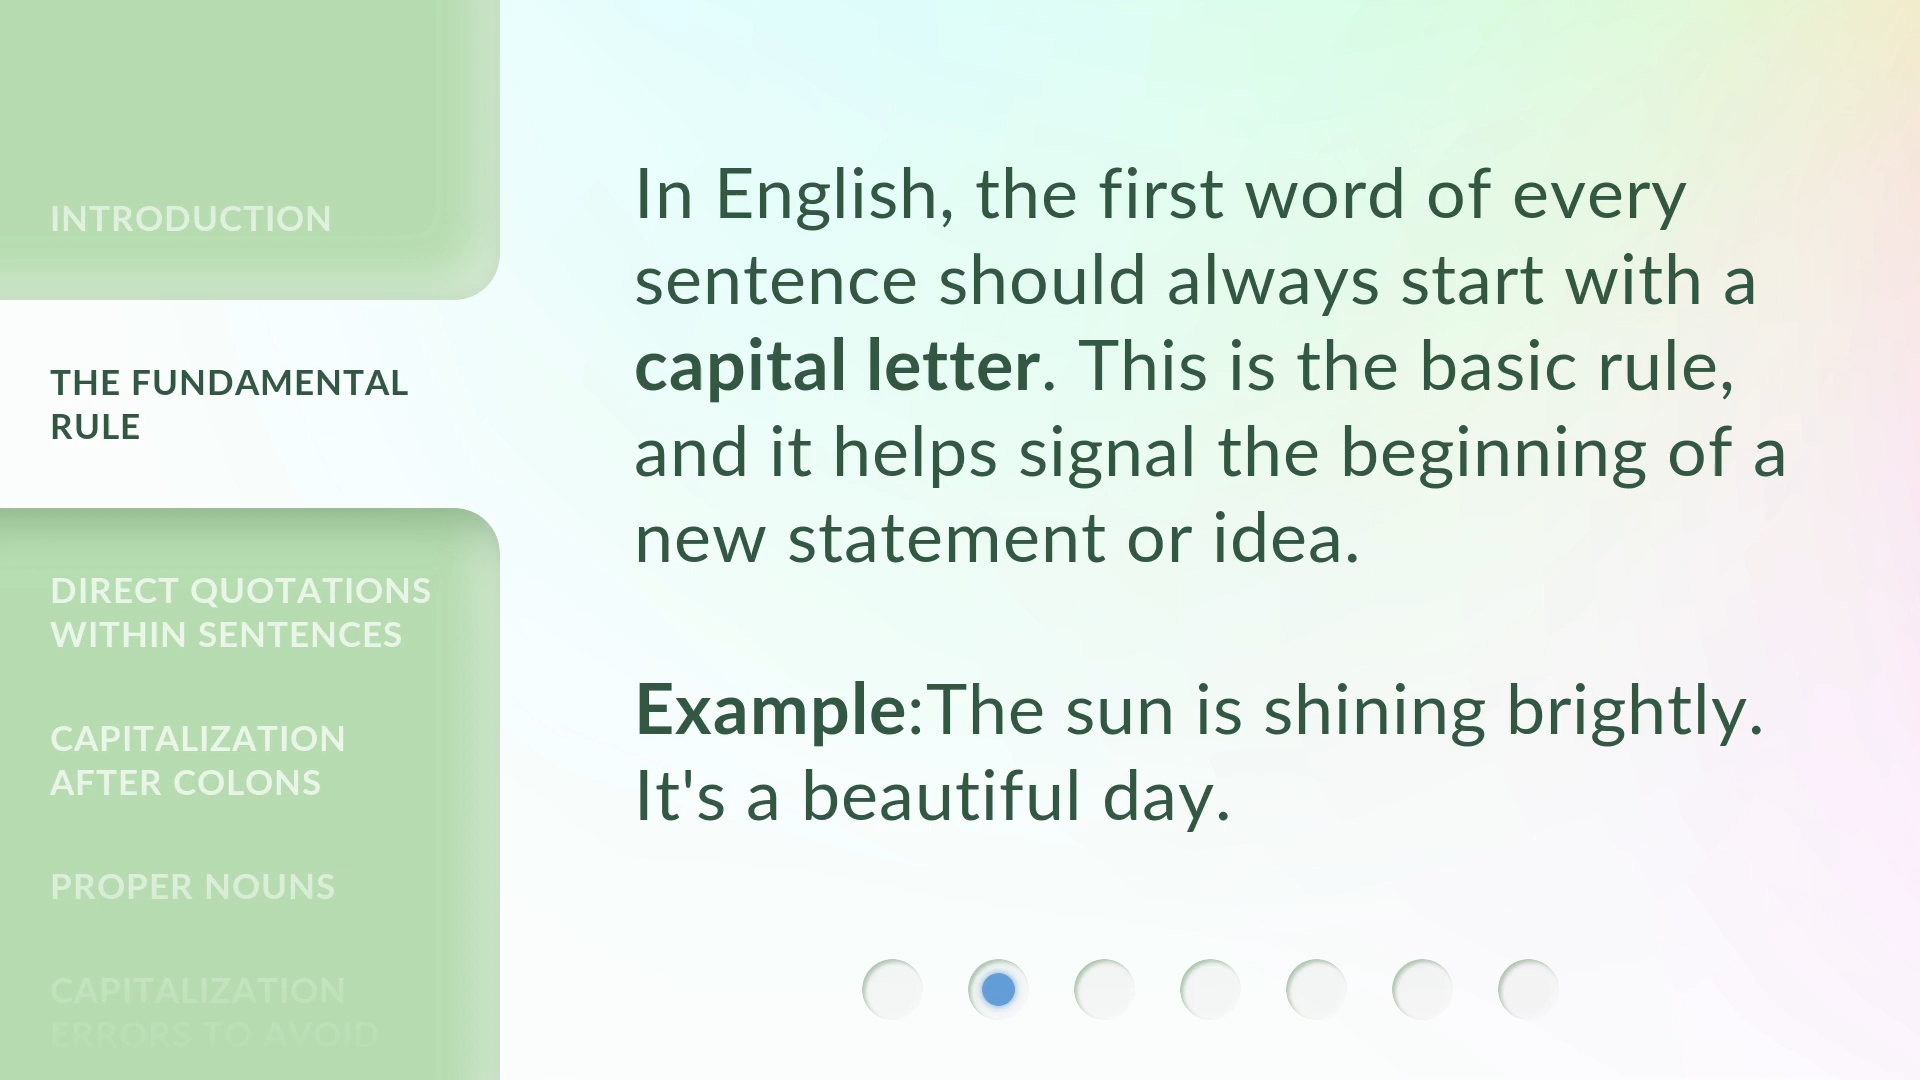 INTRODUCTION
THE FUNDAMENTAL
RULE
DIRECT QUOTATIONS
WITHIN SENTENCES
CAPITALIZATION
AFTER COLONS
PROPER NOUNS
CAPITALIZATION
ERRORS TO AVOID
In English, the first word of every
sentence should always start with a
capital letter. This is the basic rule,
and it helps signal the beginning of a
new statement or idea.
Example:The sun is shining brightly.
It's a beautiful day.